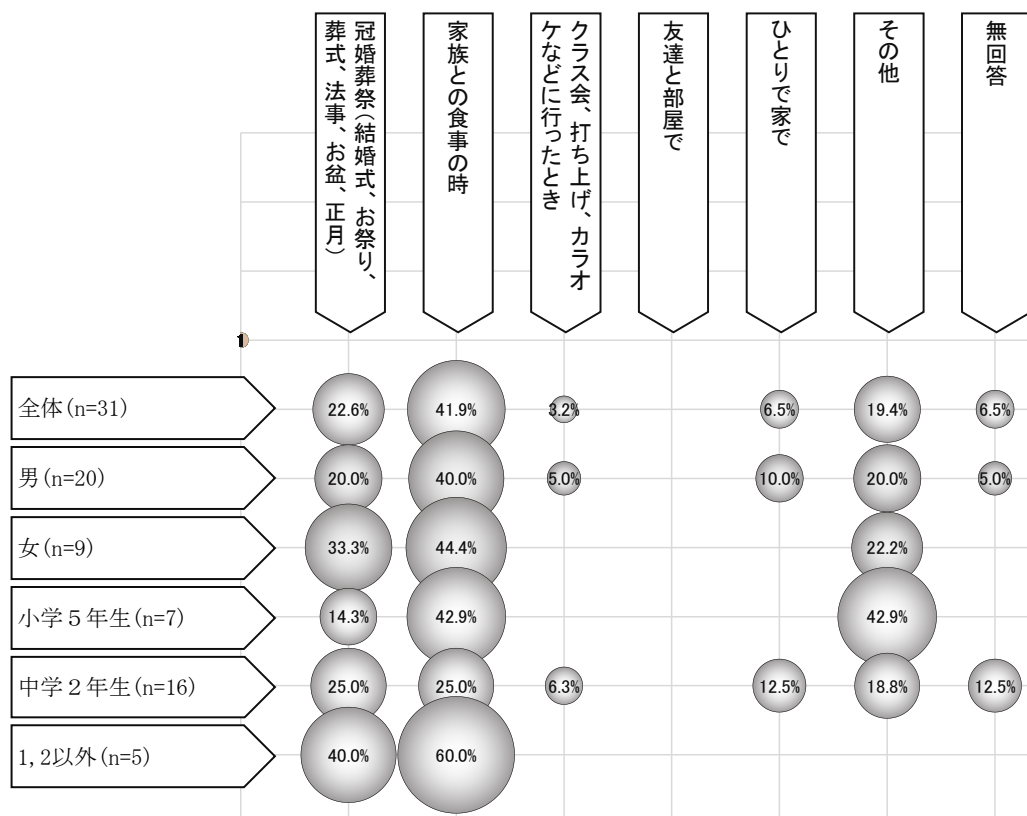 冠婚葬祭(結婚式、お祭り、
葬式、法事、お盆、正月)
家族との食事の時
クラス会、打ち上げ、カラオ
ケなどに行ったとき
友達と部屋で
ひとりで家で
その他
無回答
1
全体(n=31)
22.6%
41.9%
3.2%
6.5%
19.4%
6.5%
男(n=20)
20.0%
40.0%
5.0%
10.0%
20.0%
5.0%
女(n=9)
33.3%
44.4%
22.2%
小学５年生(n=7)
14.3%
42.9%
42.9%
中学２年生(n=16)
25.0%
25.0%
6.3%
12.5%
18.8%
12.5%
1,2以外(n=5)
40.0%
60.0%